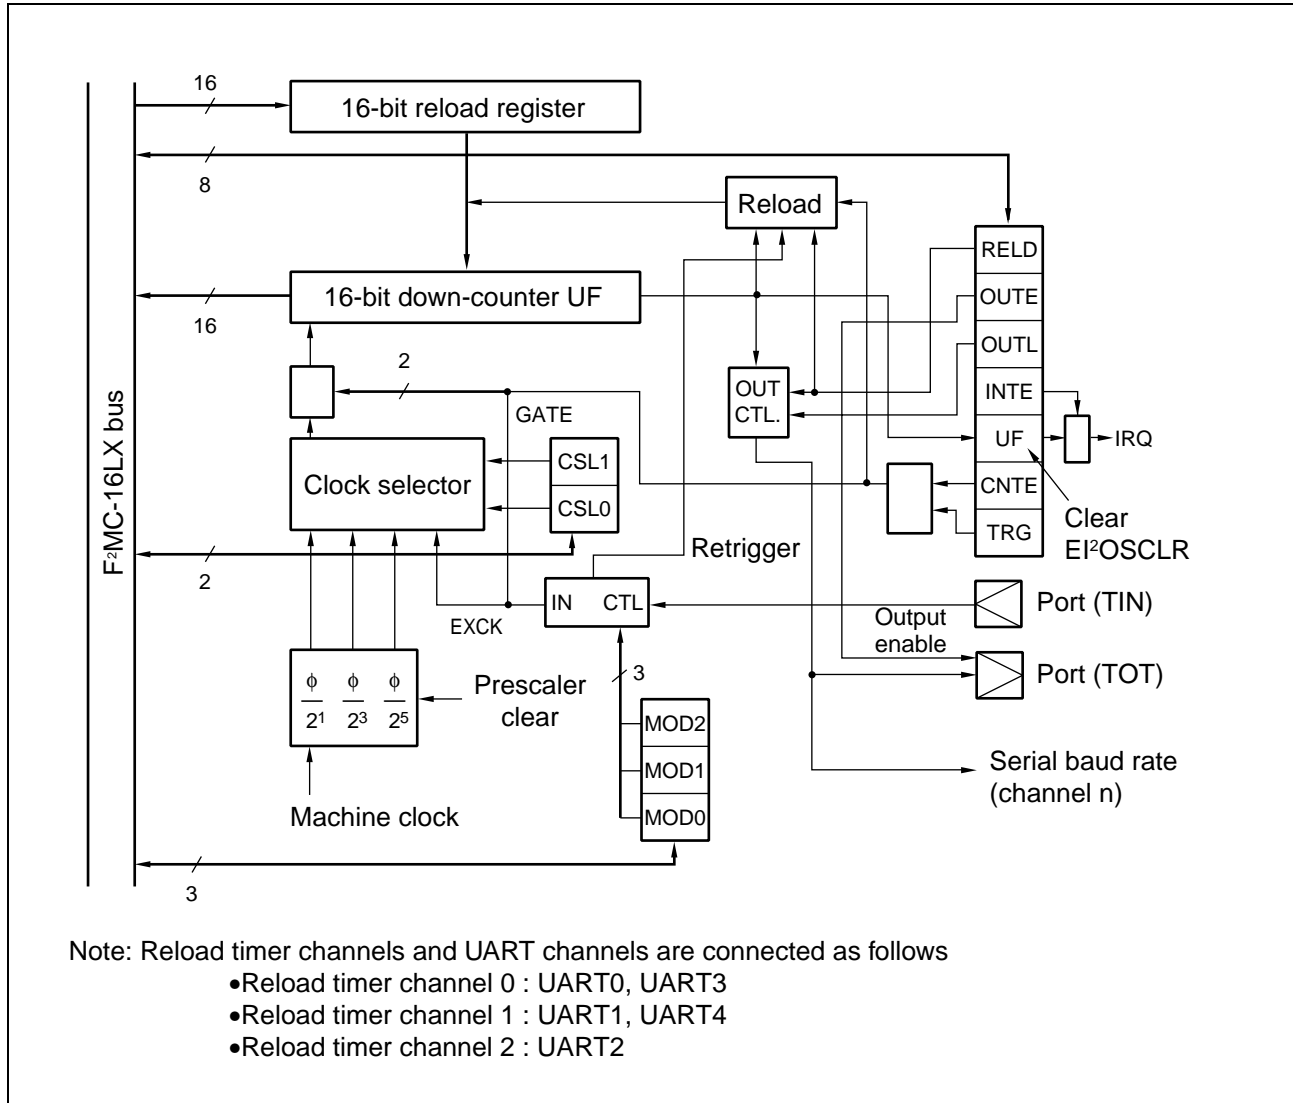 16
16-bit reload register
8
Reload
RELD
16-bit down-counter UF
OUTE
16
OUTL
2
OUT
CTL.
INTE
GATE
F²MC-16LX bus
CSL1
UF
IRQ
Clock selector
CSL0
CNTE
Clear
EI²OSCLR
TRG
2
Retrigger
IN CTL
Port (TIN)
EXCK
Output
enable
3
Port (TOT)
ϕ ϕ ϕ
2¹ 2³ 2⁵
Prescaler
clear
MOD2
MOD1
MOD0
Serial baud rate
(channel n)
Machine clock
3
Note: Reload timer channels and UART channels are connected as follows
•Reload timer channel 0 : UART0, UART3
•Reload timer channel 1 : UART1, UART4
•Reload timer channel 2 : UART2